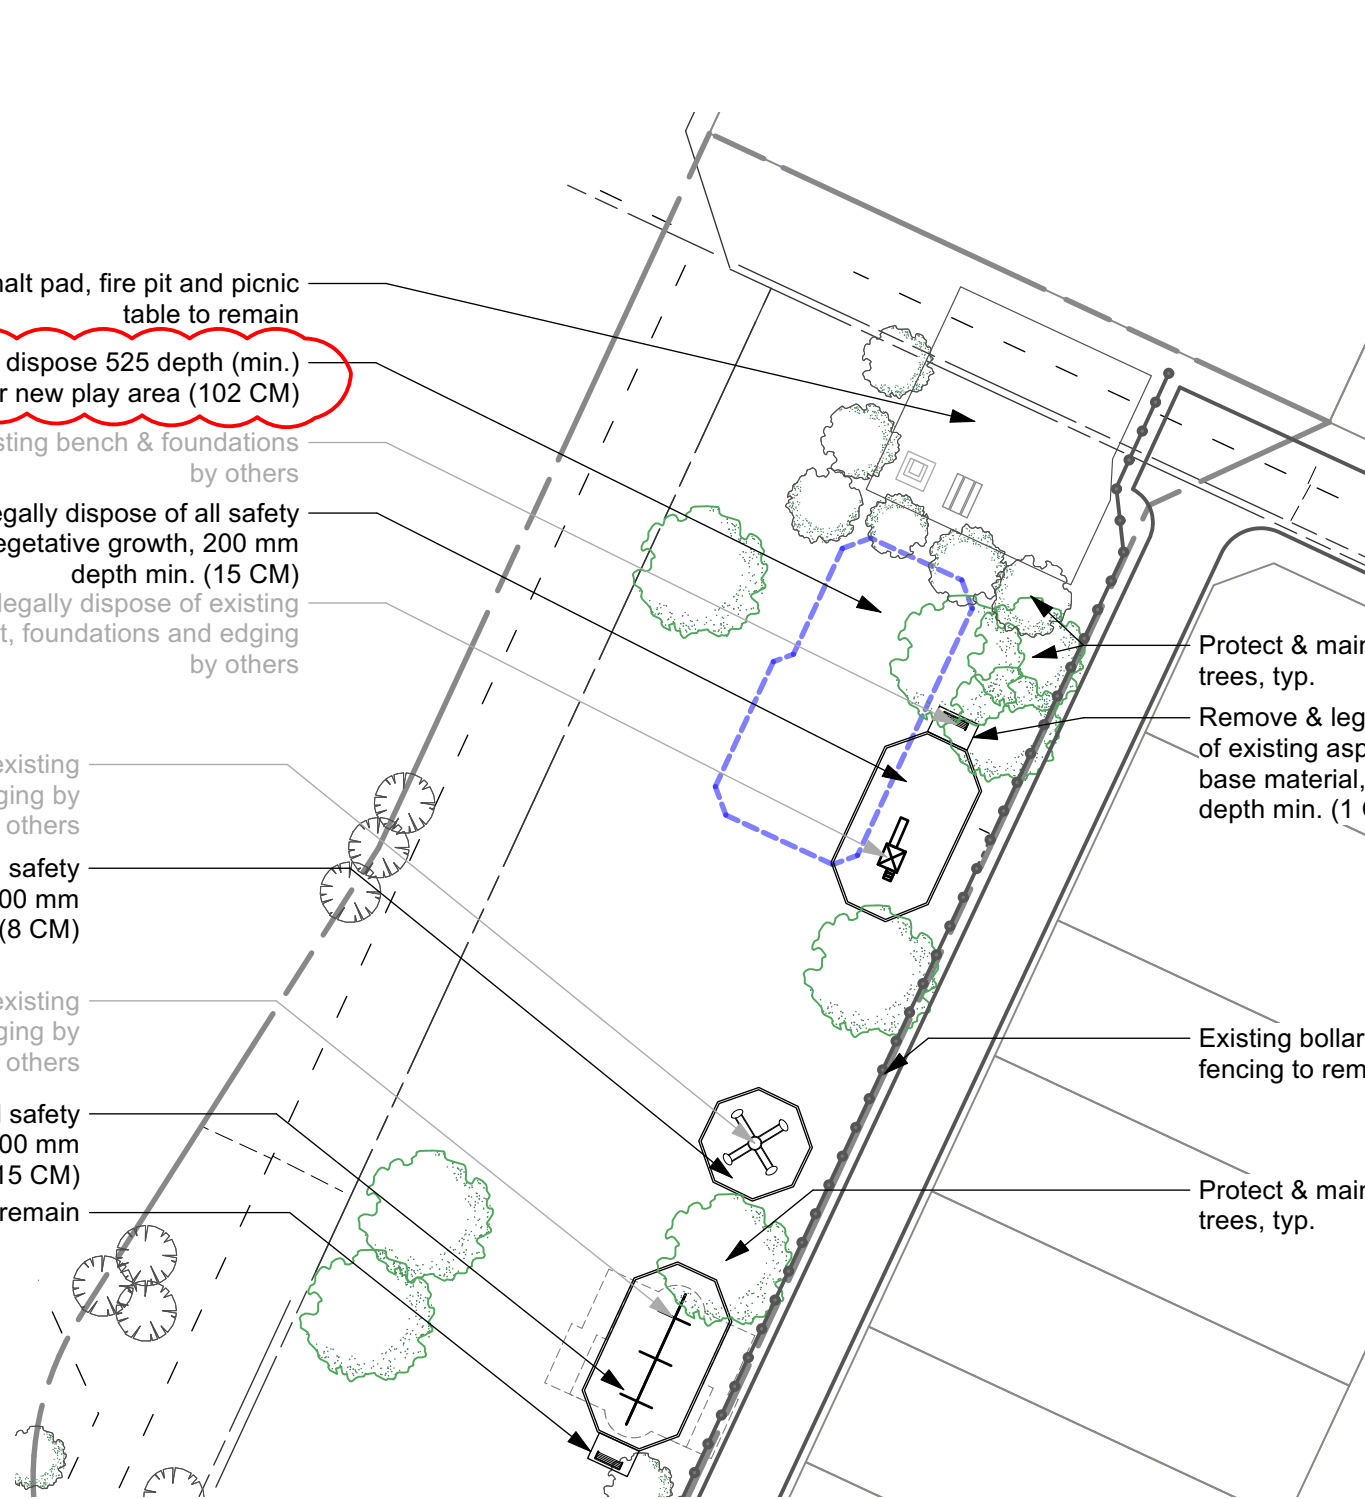 alt pad, fire pit and picnic
table to remain
dispose 525 depth (min.)
r new play area (102 CM)
sting bench & foundations
by others
egally dispose of all safety
egetative growth, 200 mm
depth min. (15 CM)
legally dispose of existing
t, foundations and edging
by others
existing
ging by
others
safety
00 mm
(8 CM)
existing
ging by
others
l safety
00 mm
15 CM)
remain
Protect & main
trees, typ.
Remove & leg
of existing asp
base material,
depth min. (1 C
Existing bollar
fencing to rem
Protect & main
trees, typ.